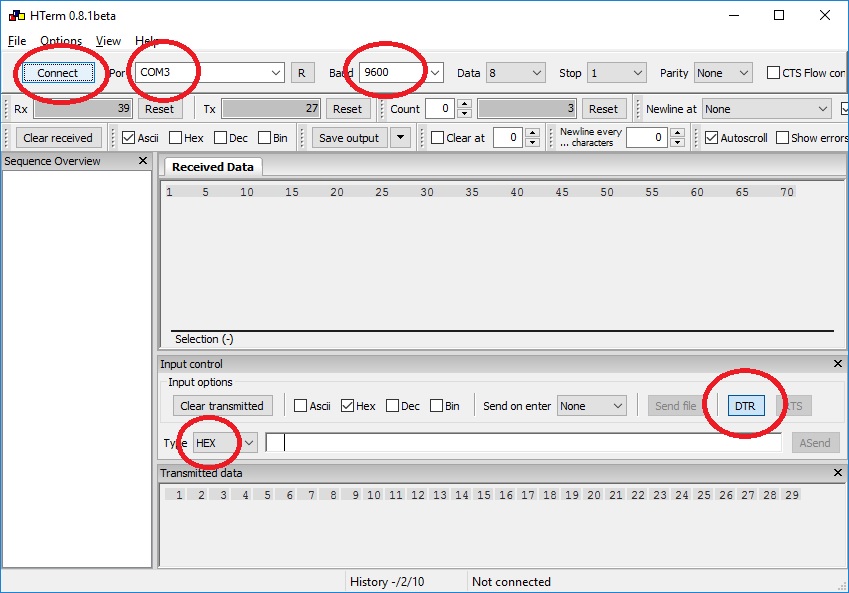 HTerm 0.8.1beta
File Options View Help
Connect Port COM3 R Baud 9600 Data 8 Stop 1 Parity None CTS Flow con
Rx 39 Reset Tx 27 Reset Count 0 3 Reset Newline at None
Clear received Ascii Hex Dec Bin Save output Clear at 0 Newline every ... characters 0 Autoscroll Show errors
Sequence Overview
Received Data
1 5 10 15 20 25 30 35 40 45 50 55 60 65 70
Selection (-)
Input control
Input options
Clear transmitted Ascii Hex Dec Bin Send on enter None Send file DTR RTS
Type HEX ASend
Transmitted data
1 2 3 4 5 6 7 8 9 10 11 12 13 14 15 16 17 18 19 20 21 22 23 24 25 26 27 28 29
History -/2/10 Not connected